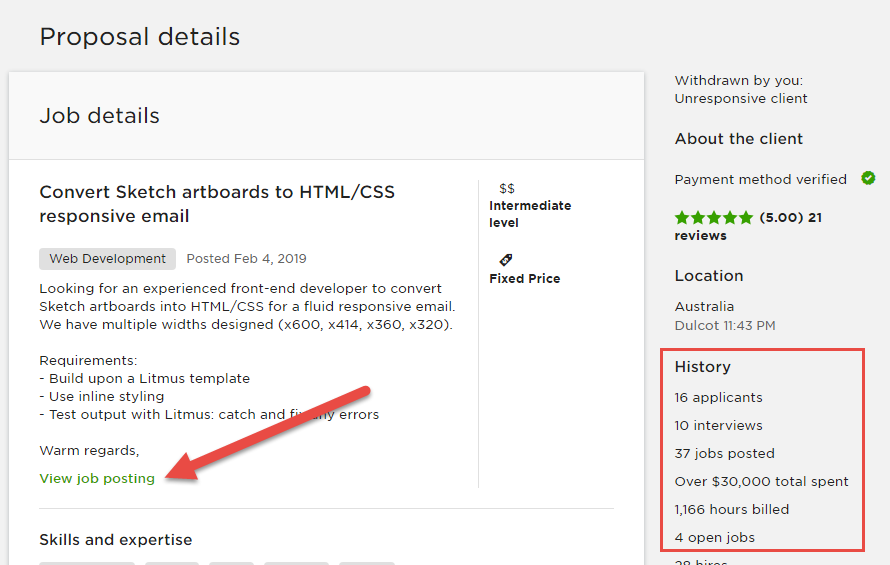 Proposal details
Job details
Convert Sketch artboards to HTML/CSS
responsive email
Web Development Posted Feb 4, 2019
Looking for an experienced front-end developer to convert
Sketch artboards into HTML/CSS for a fluid responsive email.
We have multiple widths designed (x600, x414, x360, x320).
Requirements:
- Build upon a Litmus template
- Use inline styling
- Test output with Litmus: catch and fix any errors
Warm regards,
View job posting
Skills and expertise
$$
Intermediate
level
Fixed Price
Withdrawn by you:
Unresponsive client
About the client
Payment method verified
(5.00) 21
reviews
Location
Australia
Dulcot 11:43 PM
History
16 applicants
10 interviews
37 jobs posted
Over $30,000 total spent
1,166 hours billed
4 open jobs
28 hires